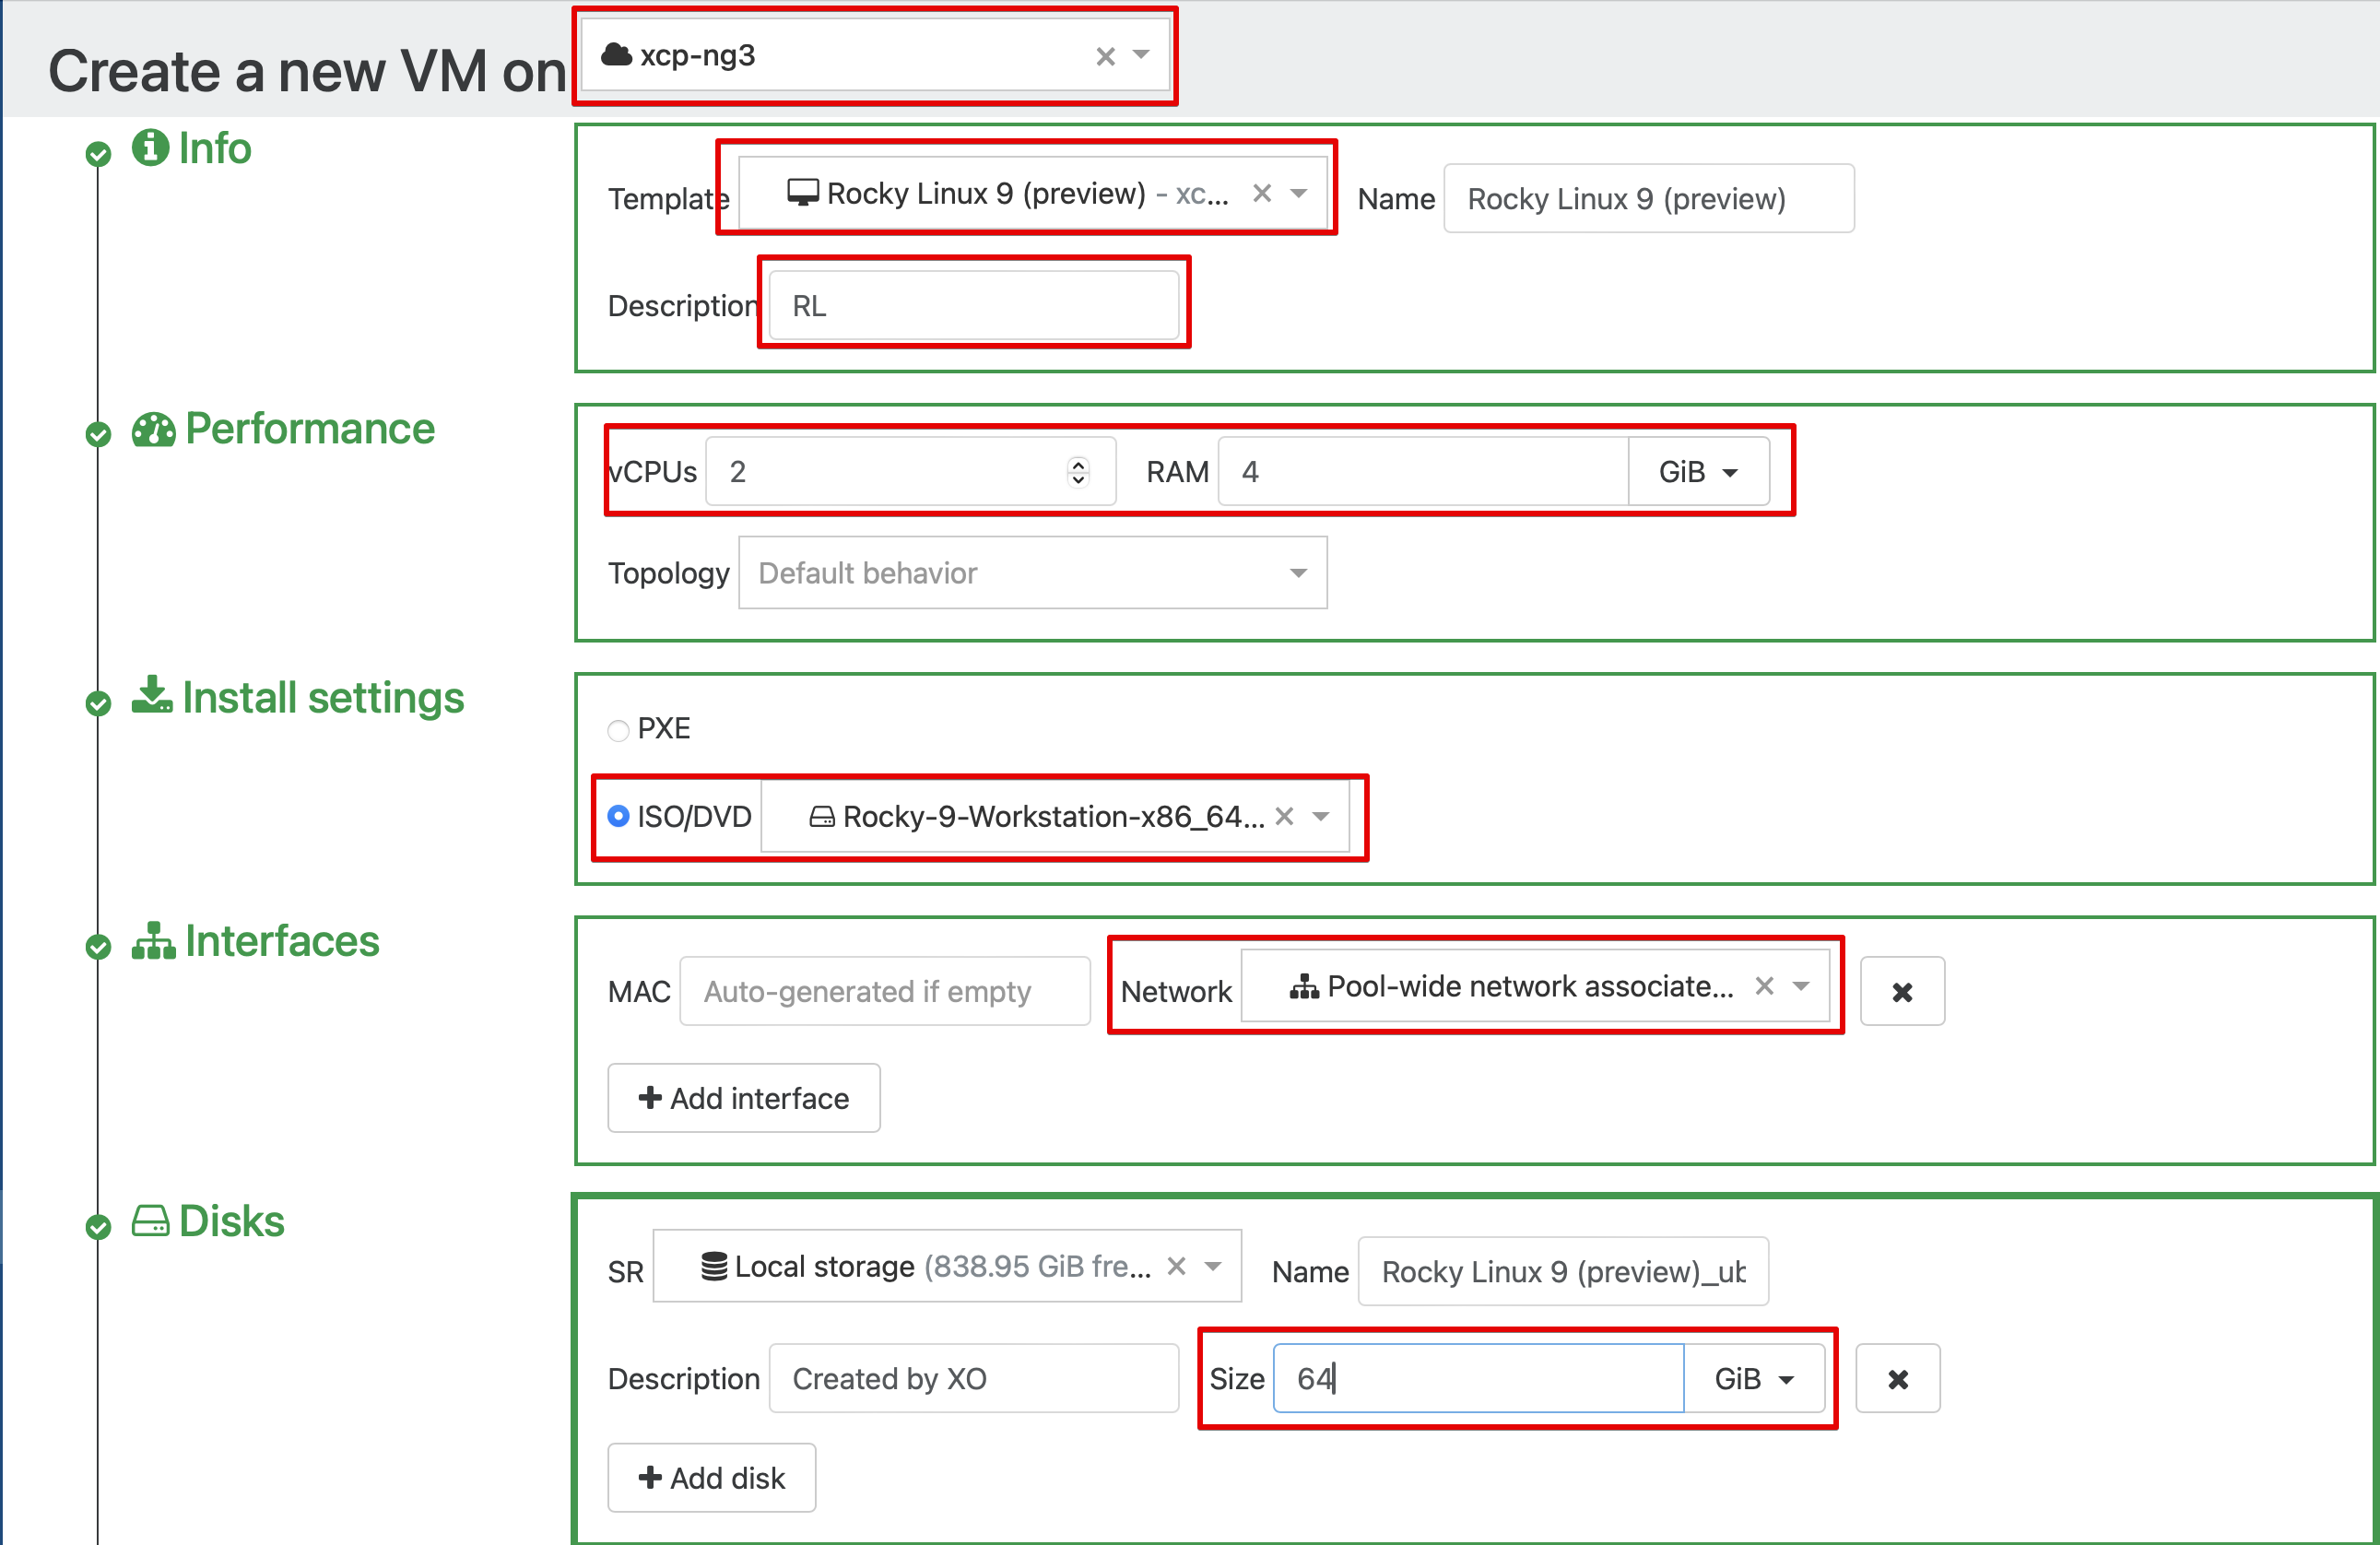 Create a new VM on xcp-ng3
Info
Template Rocky Linux 9 (preview) - xc... Name Rocky Linux 9 (preview)
Description RL
Performance
vCPUs 2 RAM 4 GiB
Topology Default behavior
Install settings
PXE
ISO/DVD Rocky-9-Workstation-x86_64...
Interfaces
MAC Auto-generated if empty Network Pool-wide network associate...
Add interface
Disks
SR Local storage (838.95 GiB fre... Name Rocky Linux 9 (preview)_ub
Description Created by XO Size 64 GiB
Add disk